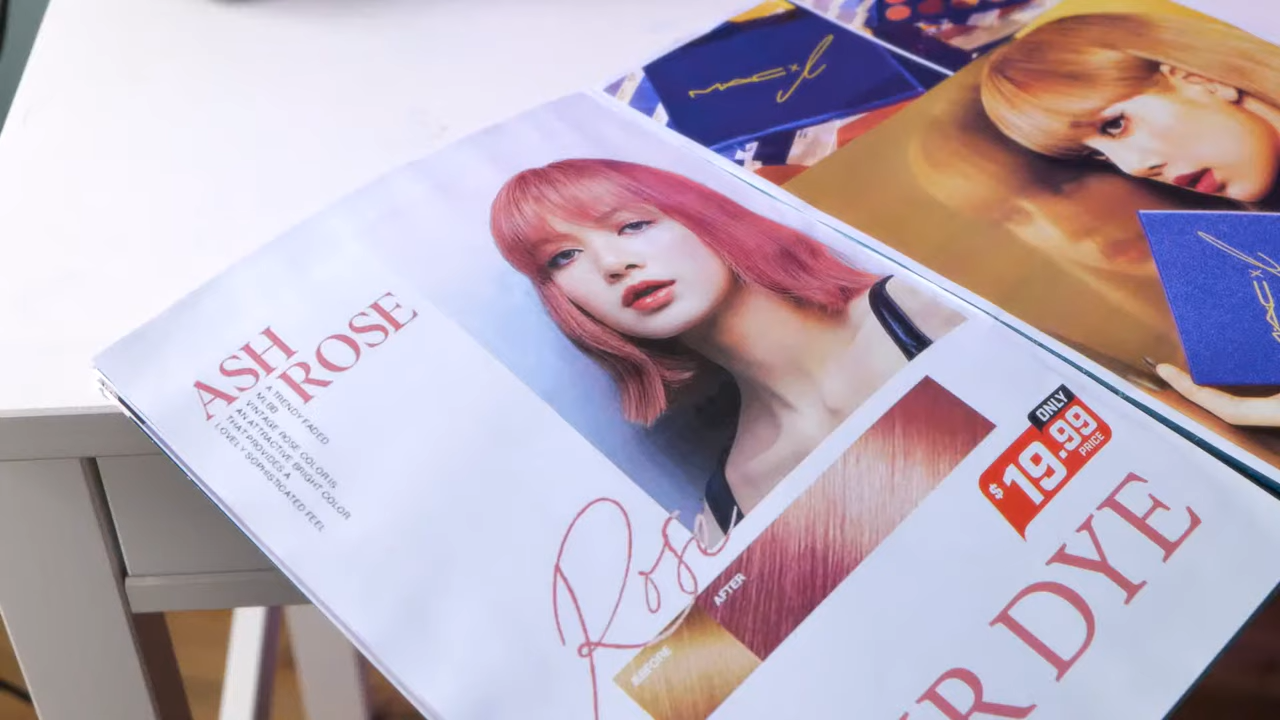 ASH
ROSE
A TRENDY FADED
MLBB
VINTAGE ROSE COLOR IS
AN ATTRACTIVE BRIGHT COLOR
THAT PROVIDES A
LOVELY SOPHISTICATED FEEL
Rose
BEFORE
AFTER
ONLY
$19.99
PRICE
R DYE
MAC x L
MAC x